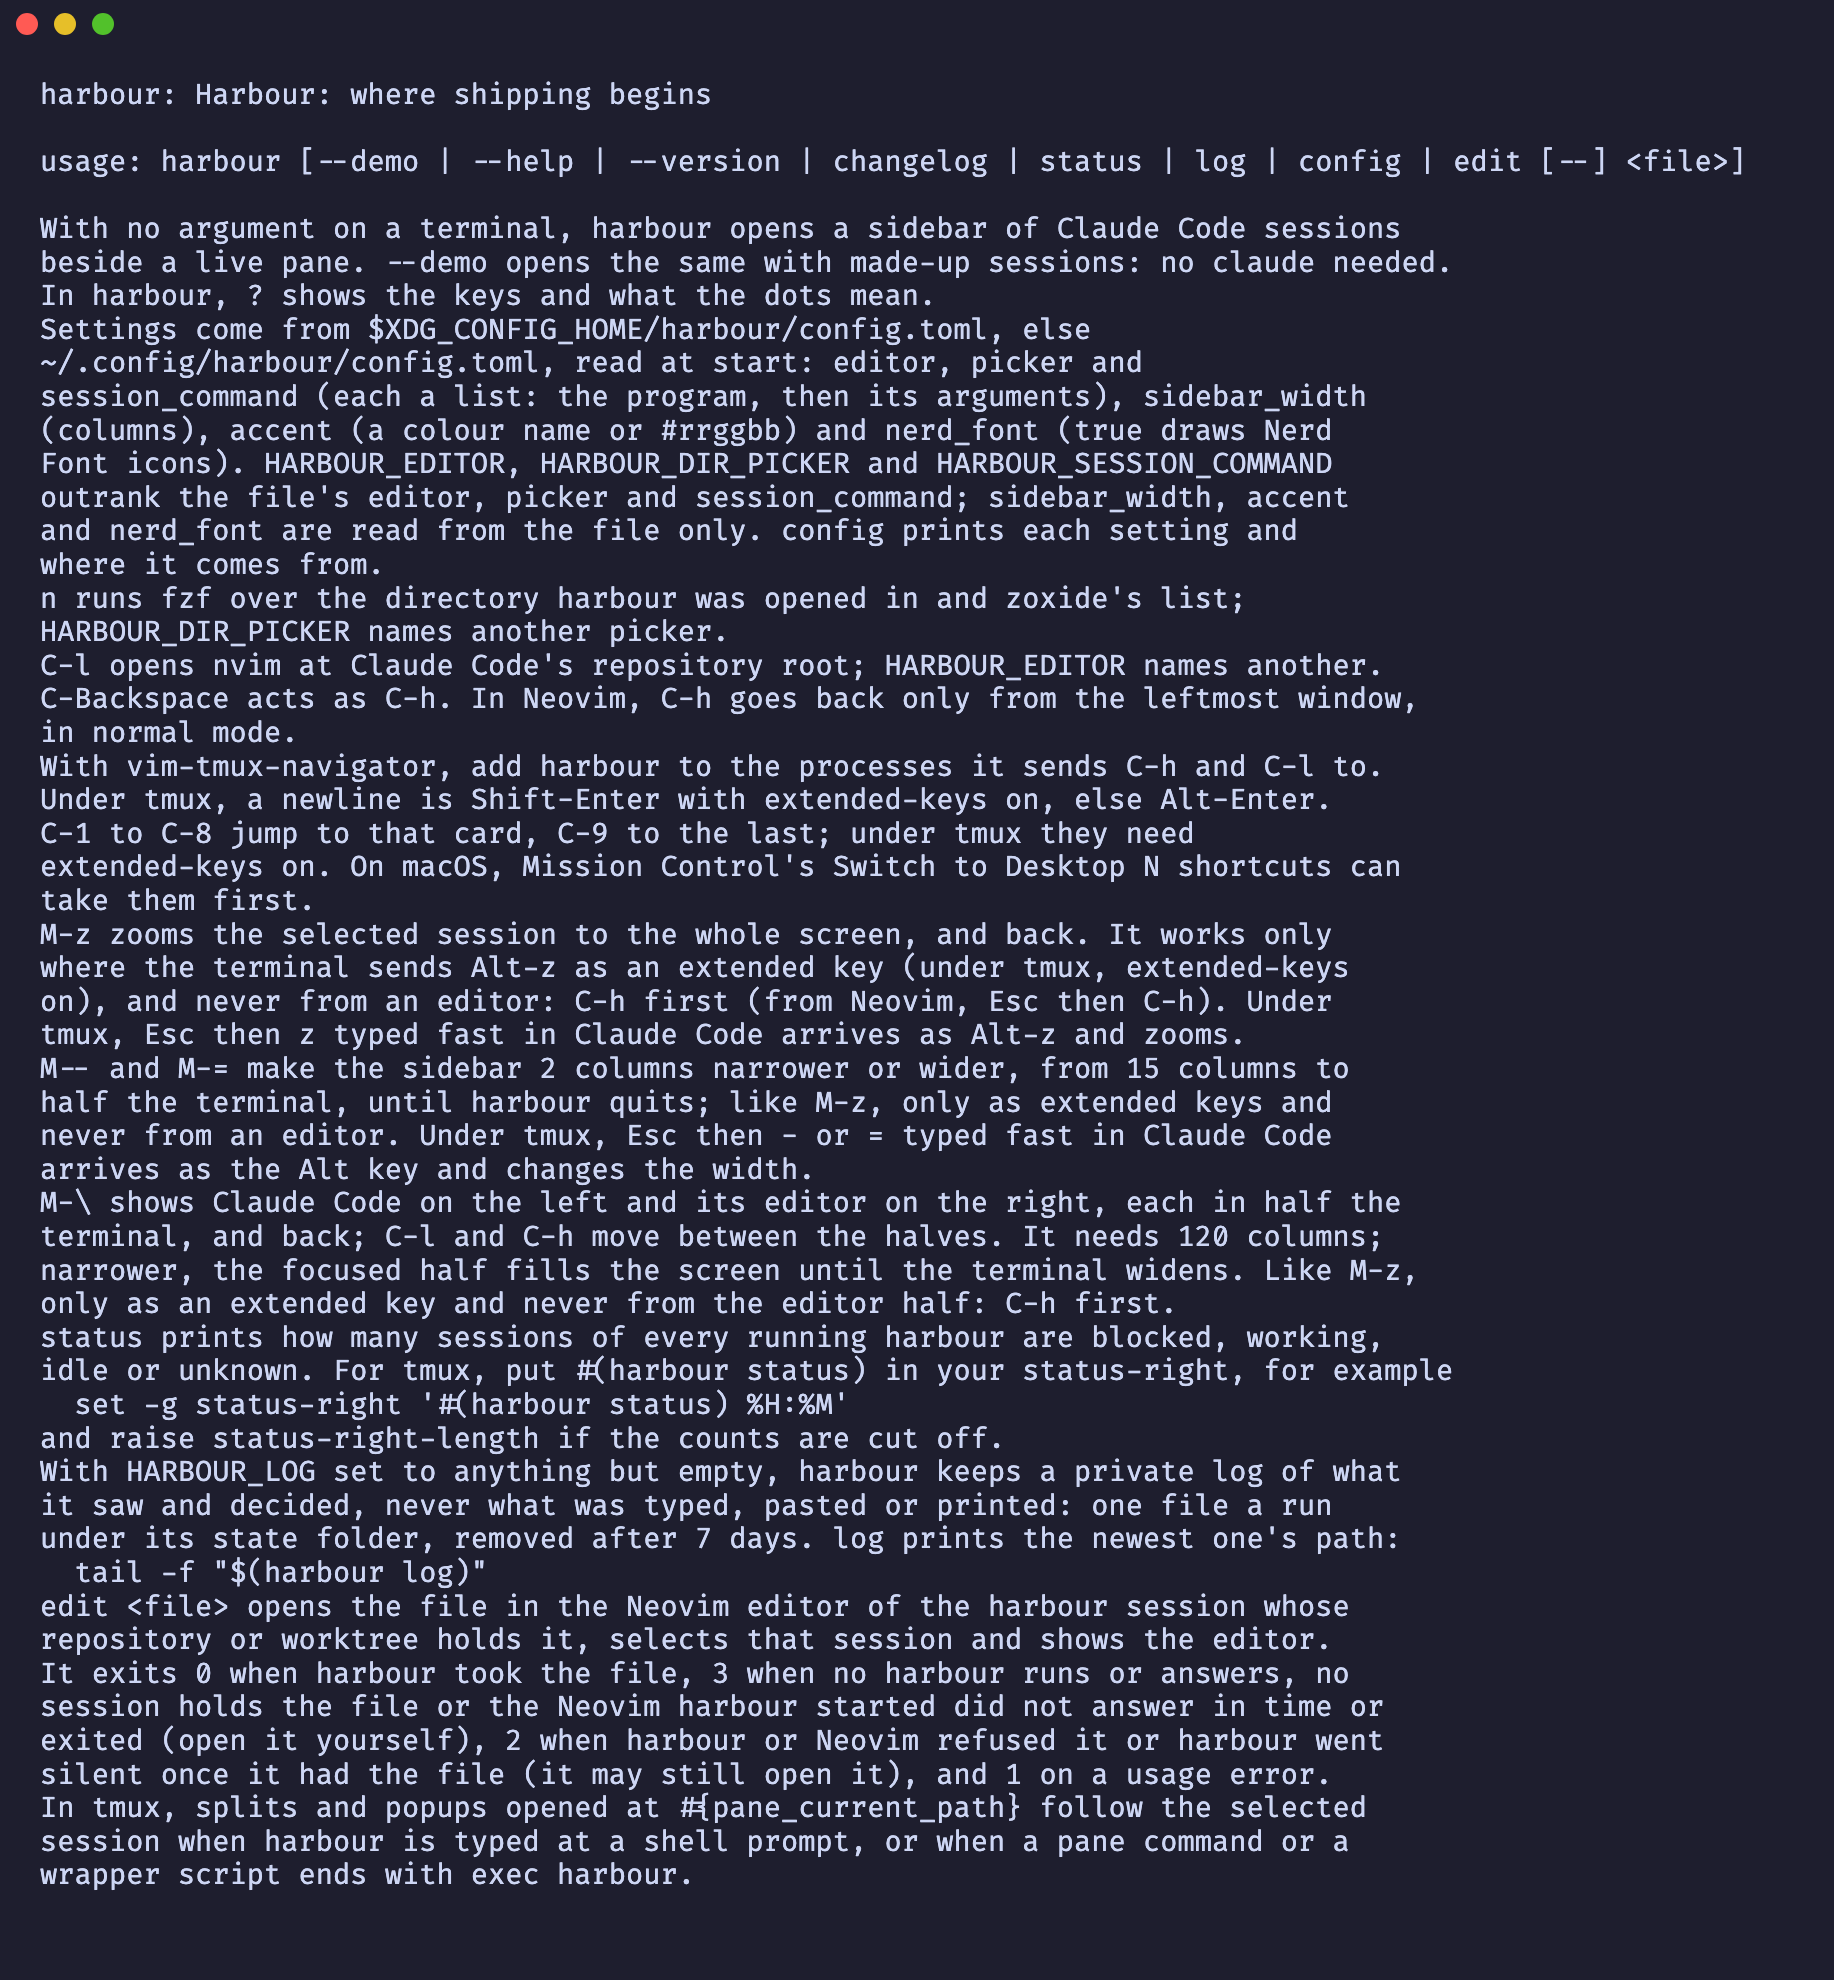 harbour: Harbour: where shipping begins
usage: harbour [--demo | --help | --version | changelog | status | log | config | edit [--] <file>]
With no argument on a terminal, harbour opens a sidebar of Claude Code sessions
beside a live pane. --demo opens the same with made-up sessions: no claude needed.
In harbour, ? shows the keys and what the dots mean.
Settings come from $XDG_CONFIG_HOME/harbour/config.toml, else
~/.config/harbour/config.toml, read at start: editor, picker and
session_command (each a list: the program, then its arguments), sidebar_width
(columns), accent (a colour name or #rrggbb) and nerd_font (true draws Nerd
Font icons). HARBOUR_EDITOR, HARBOUR_DIR_PICKER and HARBOUR_SESSION_COMMAND
outrank the file's editor, picker and session_command; sidebar_width, accent
and nerd_font are read from the file only. config prints each setting and
where it comes from.
n runs fzf over the directory harbour was opened in and zoxide's list;
HARBOUR_DIR_PICKER names another picker.
C-l opens nvim at Claude Code's repository root; HARBOUR_EDITOR names another.
C-Backspace acts as C-h. In Neovim, C-h goes back only from the leftmost window,
in normal mode.
With vim-tmux-navigator, add harbour to the processes it sends C-h and C-l to.
Under tmux, a newline is Shift-Enter with extended-keys on, else Alt-Enter.
C-1 to C-8 jump to that card, C-9 to the last; under tmux they need
extended-keys on. On macOS, Mission Control's Switch to Desktop N shortcuts can
take them first.
M-z zooms the selected session to the whole screen, and back. It works only
where the terminal sends Alt-z as an extended key (under tmux, extended-keys
on), and never from an editor: C-h first (from Neovim, Esc then C-h). Under
tmux, Esc then z typed fast in Claude Code arrives as Alt-z and zooms.
M-- and M-= make the sidebar 2 columns narrower or wider, from 15 columns to
half the terminal, until harbour quits; like M-z, only as extended keys and
never from an editor. Under tmux, Esc then - or = typed fast in Claude Code
arrives as the Alt key and changes the width.
M-\ shows Claude Code on the left and its editor on the right, each in half the
terminal, and back; C-l and C-h move between the halves. It needs 120 columns;
narrower, the focused half fills the screen until the terminal widens. Like M-z,
only as an extended key and never from the editor half: C-h first.
status prints how many sessions of every running harbour are blocked, working,
idle or unknown. For tmux, put #(harbour status) in your status-right, for example
  set -g status-right '#(harbour status) %H:%M'
and raise status-right-length if the counts are cut off.
With HARBOUR_LOG set to anything but empty, harbour keeps a private log of what
it saw and decided, never what was typed, pasted or printed: one file a run
under its state folder, removed after 7 days. log prints the newest one's path:
  tail -f "$(harbour log)"
edit <file> opens the file in the Neovim editor of the harbour session whose
repository or worktree holds it, selects that session and shows the editor.
It exits 0 when harbour took the file, 3 when no harbour runs or answers, no
session holds the file or the Neovim harbour started did not answer in time or
exited (open it yourself), 2 when harbour or Neovim refused it or harbour went
silent once it had the file (it may still open it), and 1 on a usage error.
In tmux, splits and popups opened at #{pane_current_path} follow the selected
session when harbour is typed at a shell prompt, or when a pane command or a
wrapper script ends with exec harbour.